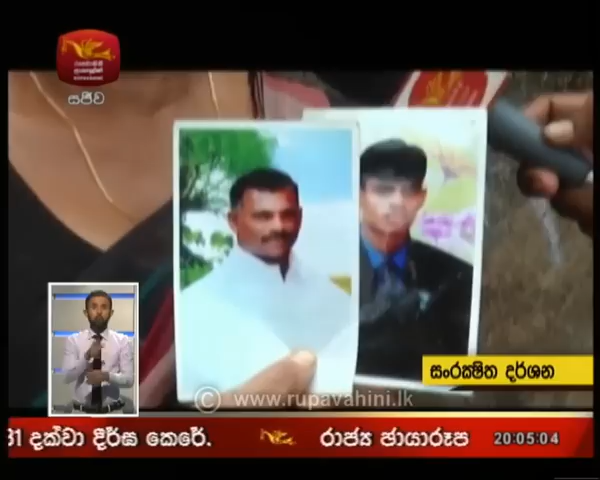 සජීව
සංරක්ෂිත දර්ශන
© www.rupavahini.lk
31 දක්වා දීර්ඝ කෙරේ. රාජ්‍ය ඡායාරූප 20:05:04